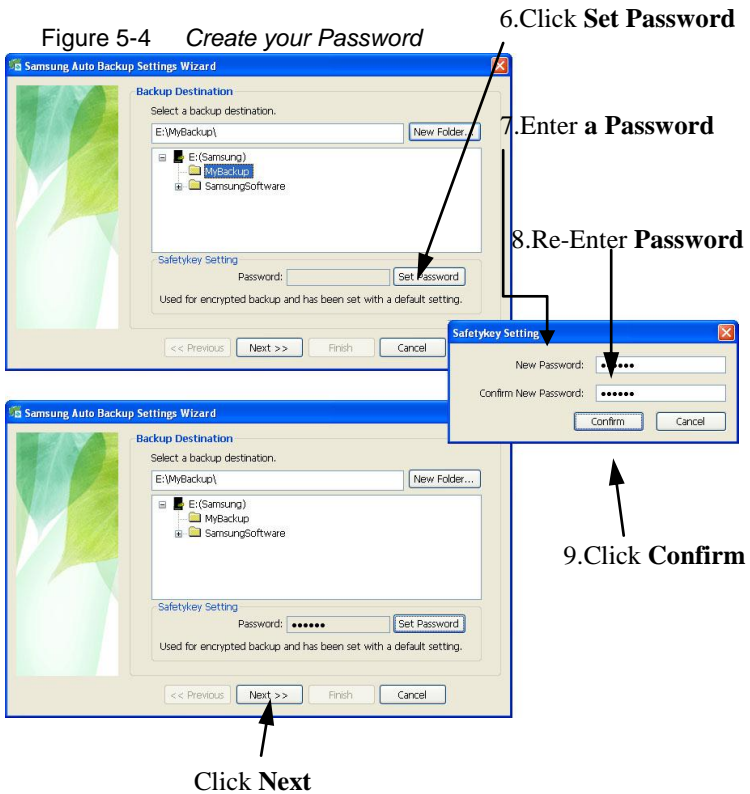 6.Click Set Password
Figure 5-4 Create your Password
Samsung Auto Backup Settings Wizard
Backup Destination
Select a backup destination.
E:\MyBackup\
New Folder...
7.Enter a Password
E:(Samsung)
MyBackup
SamsungSoftware
8.Re-Enter Password
Safetykey Setting
Password:
Set Password
Used for encrypted backup and has been set with a default setting.
<< Previous
Next >>
Finish
Cancel
Safetykey Setting
New Password: ••••••
Confirm New Password: ••••••
Confirm
Cancel
9.Click Confirm
Samsung Auto Backup Settings Wizard
Backup Destination
Select a backup destination.
E:\MyBackup\
New Folder...
E:(Samsung)
MyBackup
SamsungSoftware
Safetykey Setting
Password: ••••••
Set Password
Used for encrypted backup and has been set with a default setting.
<< Previous
Next >>
Finish
Cancel
Click Next